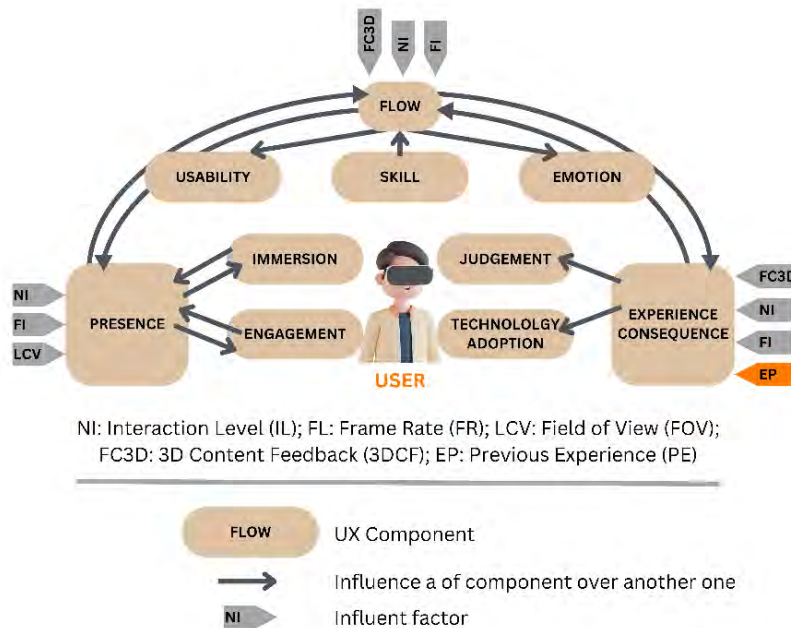 FC3D
NI
FI
FLOW
USABILITY
SKILL
EMOTION
IMMERSION
JUDGEMENT
NI
FI
LCV
PRESENCE
ENGAGEMENT
TECHNOLOLGY
ADOPTION
EXPERIENCE
CONSEQUENCE
FC3D
NI
FI
EP
USER
NI: Interaction Level (IL); FL: Frame Rate (FR); LCV: Field of View (FOV);
FC3D: 3D Content Feedback (3DCF); EP: Previous Experience (PE)
FLOW
UX Component
Influence a of component over another one
NI
Influent factor